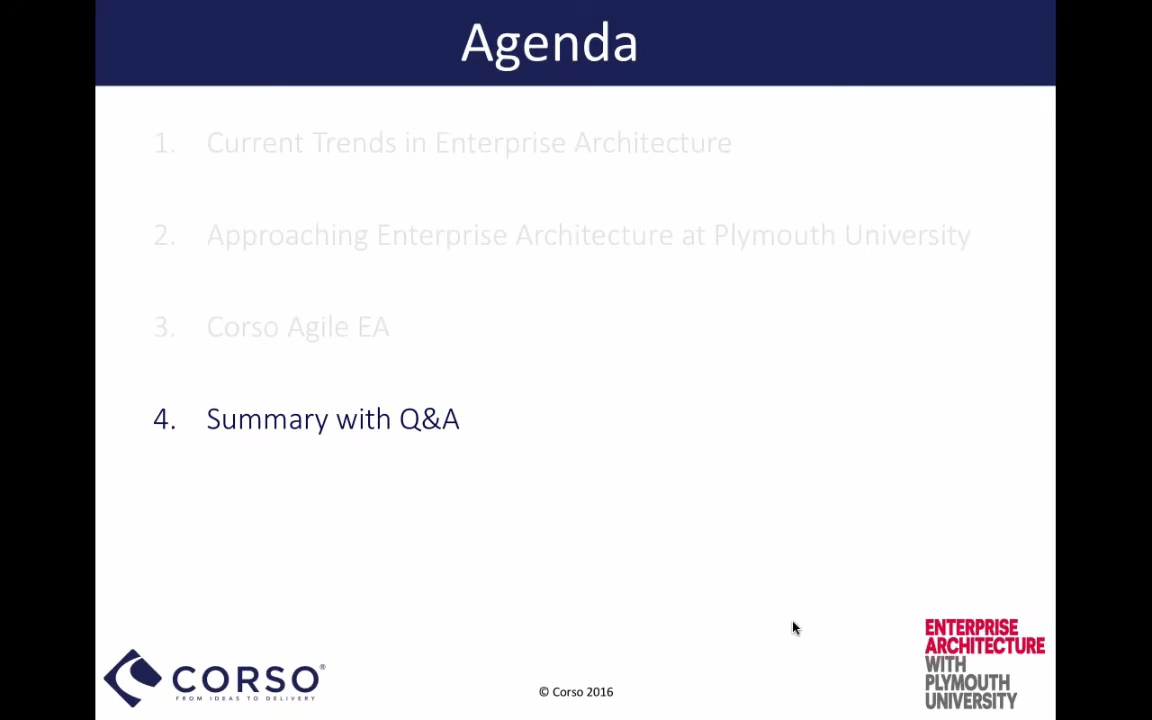 Agenda
1. Current Trends in Enterprise Architecture
2. Approaching Enterprise Architecture at Plymouth University
3. Corso Agile EA
4. Summary with Q&A
CORSO®
FROM IDEAS TO DELIVERY
© Corso 2016
ENTERPRISE
ARCHITECTURE
WITH
PLYMOUTH
UNIVERSITY